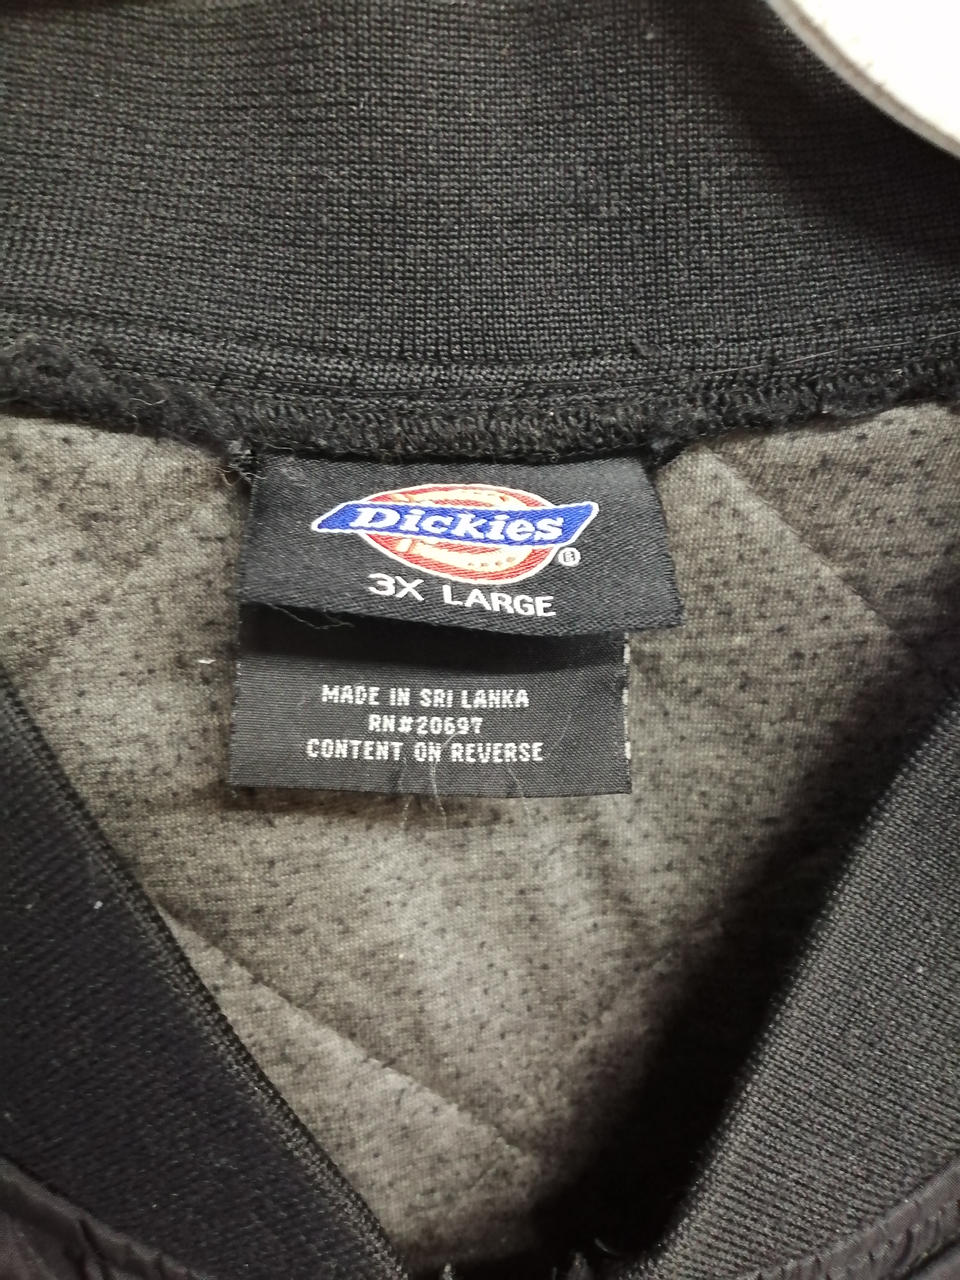 Dickies®
3X LARGE
MADE IN SRI LANKA
RN#20697
CONTENT ON REVERSE